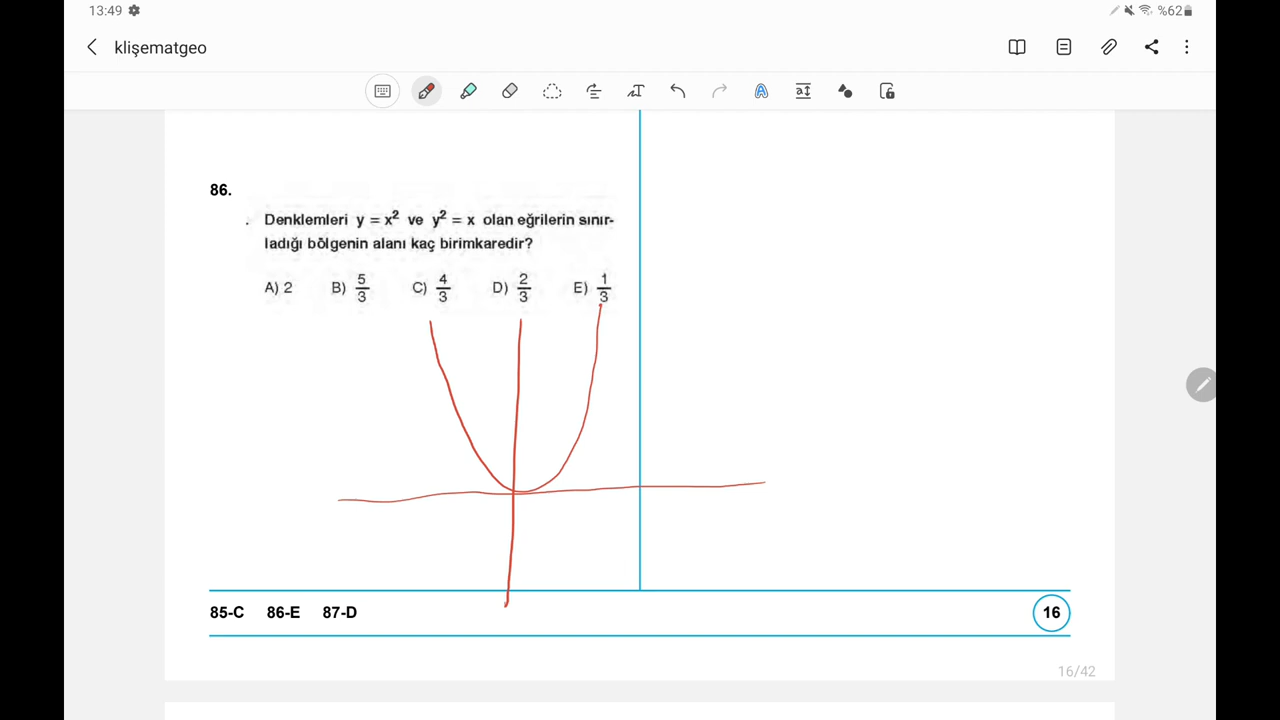 13:49 %62
klişematgeo
86.
. Denklemleri y = x² ve y² = x olan eğrilerin sınır-
ladığı bölgenin alanı kaç birimkaredir?
A) 2 B) 5/3 C) 4/3 D) 2/3 E) 1/3
85-C 86-E 87-D 16
16/42